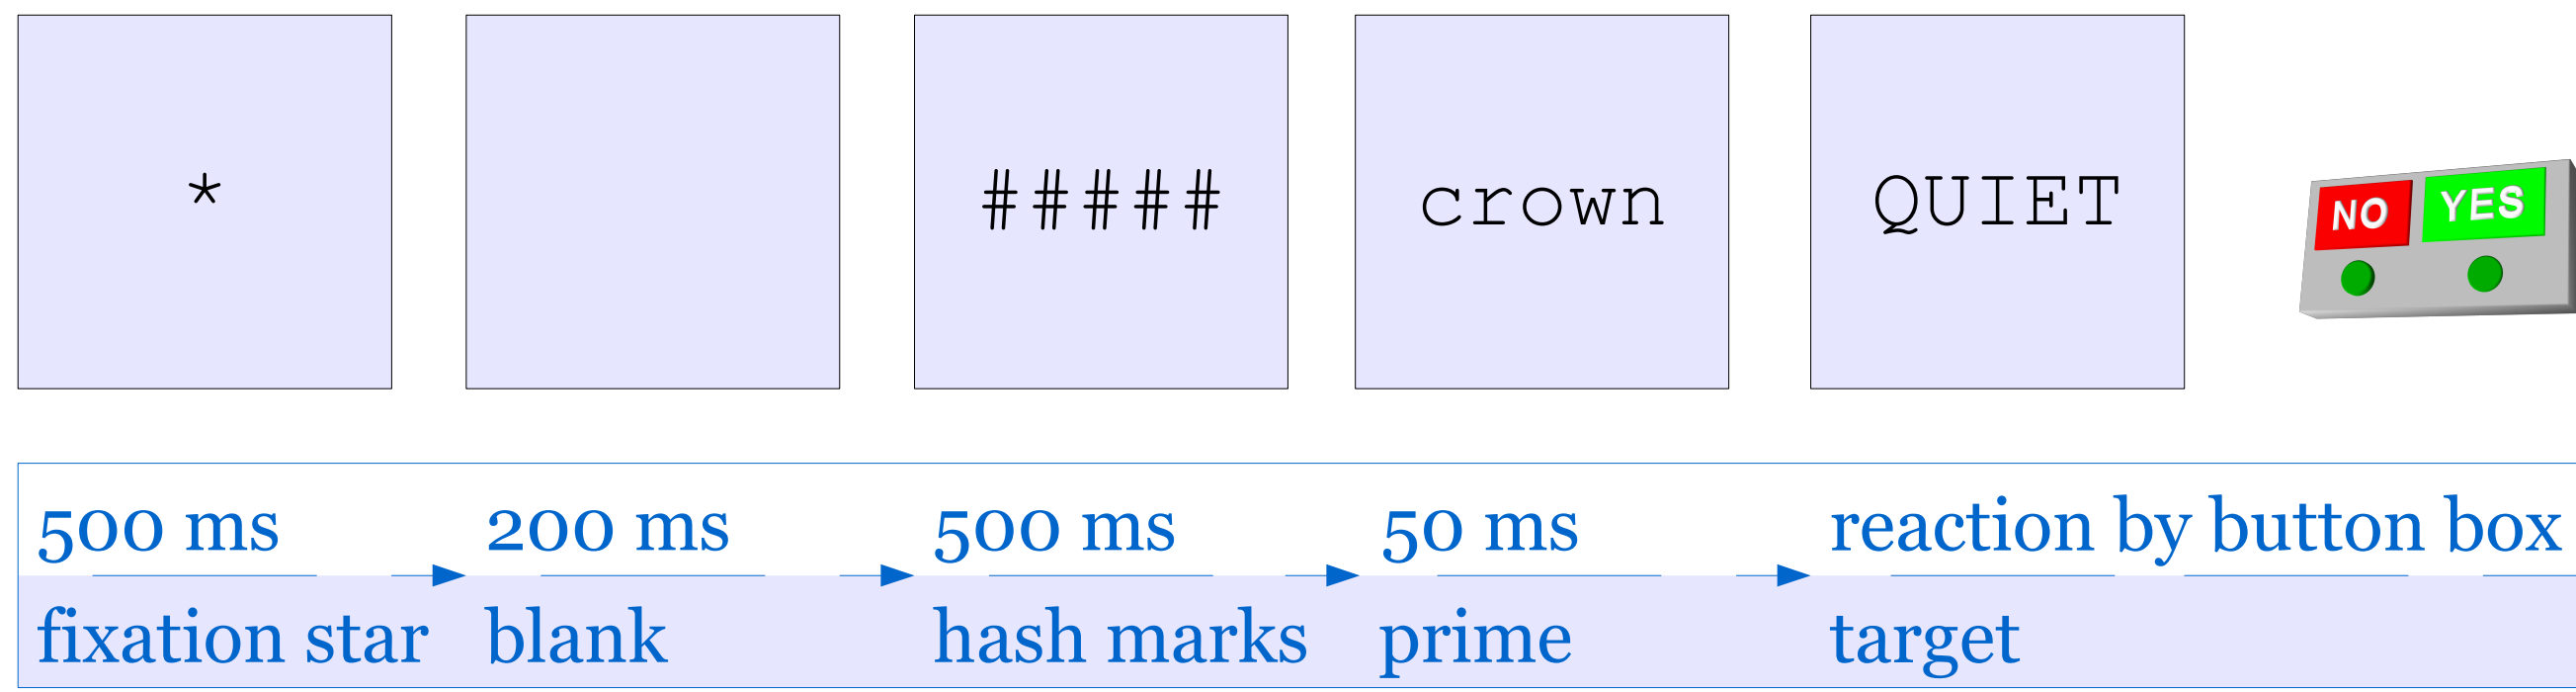 *
#####
crown
QUIET
NO YES
500 ms 200 ms 500 ms 50 ms reaction by button box
fixation star blank hash marks prime target